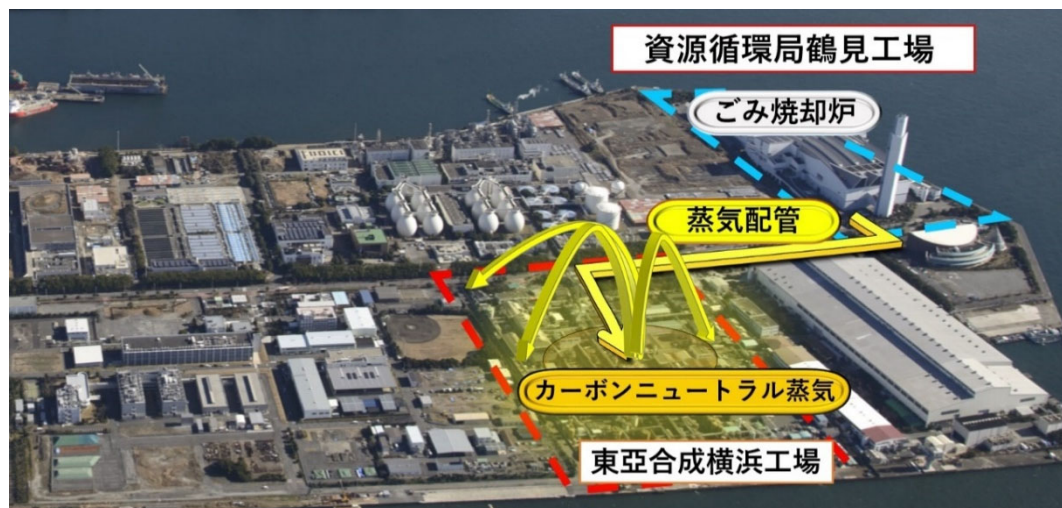 資源循環局鶴見工場
ごみ焼却炉
蒸気配管
カーボンニュートラル蒸気
東亞合成横浜工場